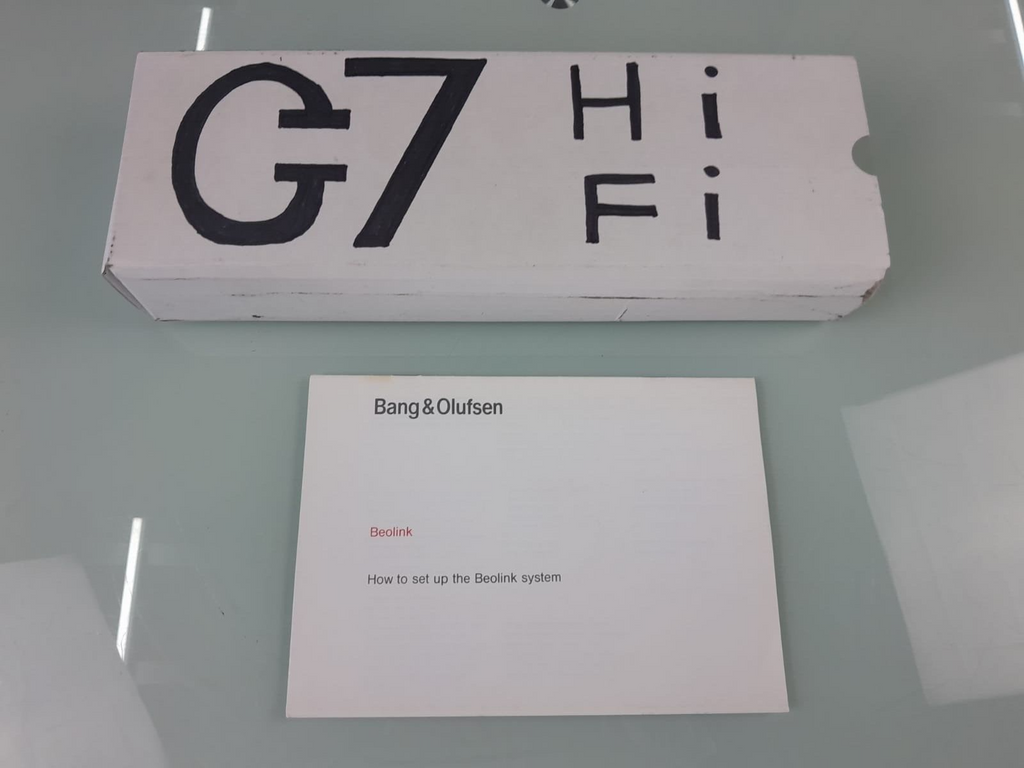 G7 Hi
Fi
Bang&Olufsen
Beolink
How to set up the Beolink system